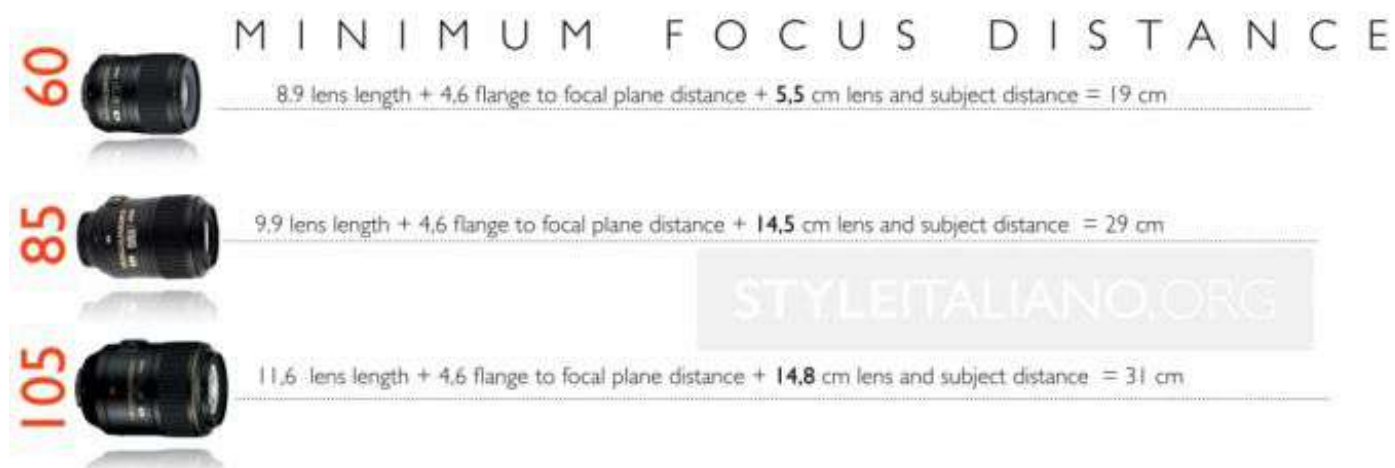 MINIMUM FOCUS DISTANCE
60
8.9 lens length + 4,6 flange to focal plane distance + 5,5 cm lens and subject distance = 19 cm
85
9.9 lens length + 4,6 flange to focal plane distance + 14,5 cm lens and subject distance = 29 cm
STYLEITALIANO.ORG
105
11,6 lens length + 4,6 flange to focal plane distance + 14,8 cm lens and subject distance = 31 cm